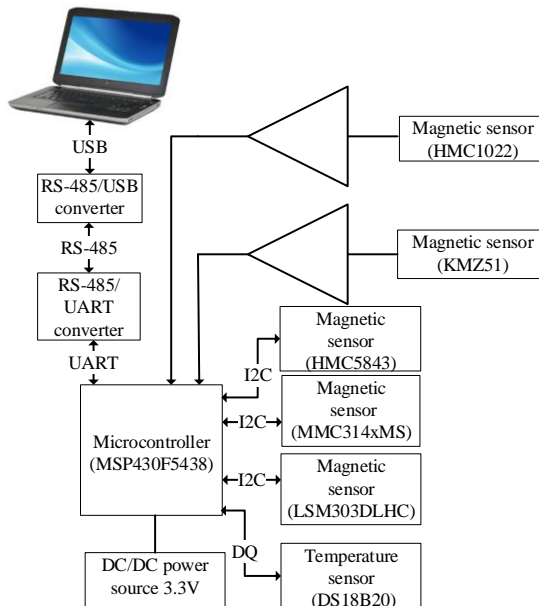 USB
RS-485/USB
converter
RS-485
RS-485/
UART
converter
UART
Microcontroller
(MSP430F5438)
DC/DC power
source 3.3V
Magnetic sensor
(HMC1022)
Magnetic sensor
(KMZ51)
I2C
Magnetic
sensor
(HMC5843)
I2C
Magnetic
sensor
(MMC314xMS)
I2C
Magnetic
sensor
(LSM303DLHC)
DQ
Temperature
sensor
(DS18B20)